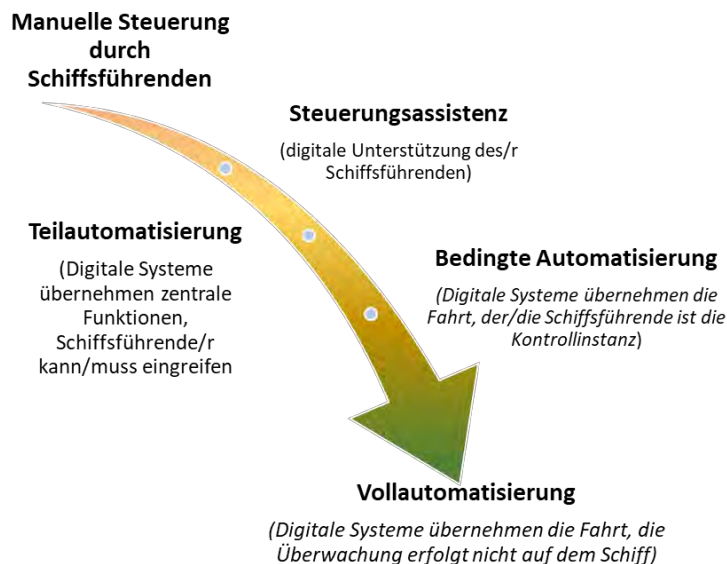 Manuelle Steuerung
durch
Schiffsführenden
Steuerungsassistenz
(digitale Unterstützung des/r
Schiffsführenden)
Teilautomatisierung
(Digitale Systeme
übernehmen zentrale
Funktionen,
Schiffsführende/r
kann/muss eingreifen
Bedingte Automatisierung
(Digitale Systeme übernehmen die
Fahrt, der/die Schiffsführende ist die
Kontrollinstanz)
Vollautomatisierung
(Digitale Systeme übernehmen die Fahrt, die
Überwachung erfolgt nicht auf dem Schiff)